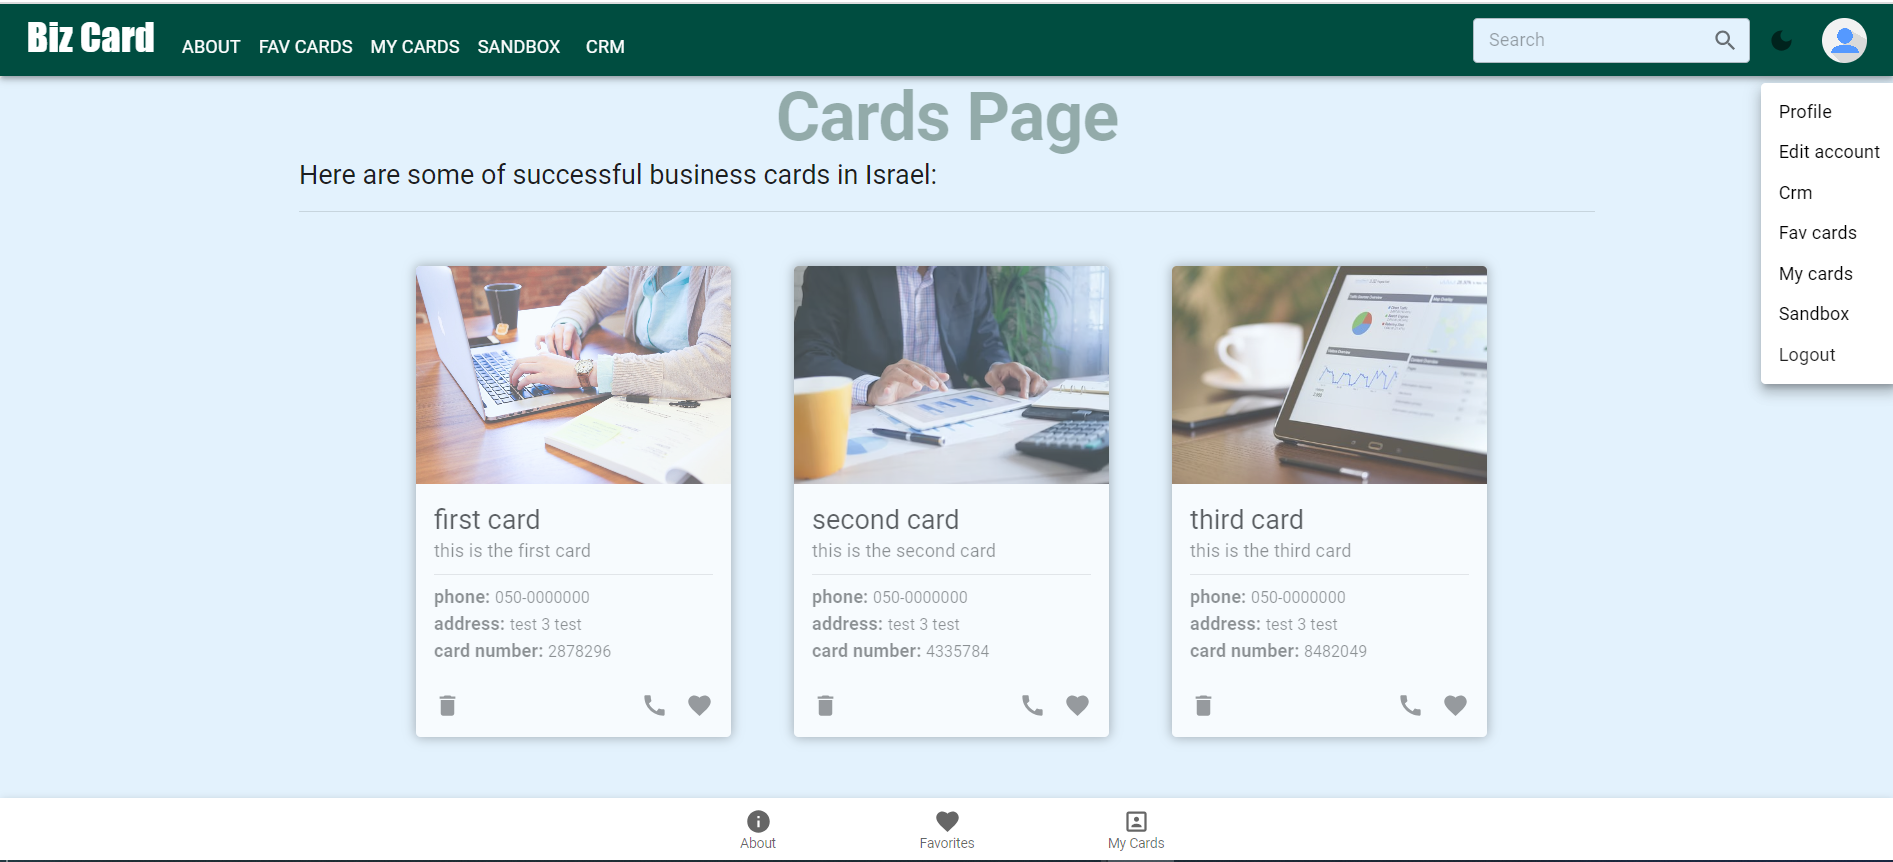 Biz Card
ABOUT
FAV CARDS
MY CARDS
SANDBOX
CRM
Search
Profile
Edit account
Crm
Fav cards
My cards
Sandbox
Logout
Cards Page
Here are some of successful business cards in Israel:
first card
this is the first card
phone: 050-0000000
address: test 3 test
card number: 2878296
second card
this is the second card
phone: 050-0000000
address: test 3 test
card number: 4335784
third card
this is the third card
phone: 050-0000000
address: test 3 test
card number: 8482049
About
Favorites
My Cards